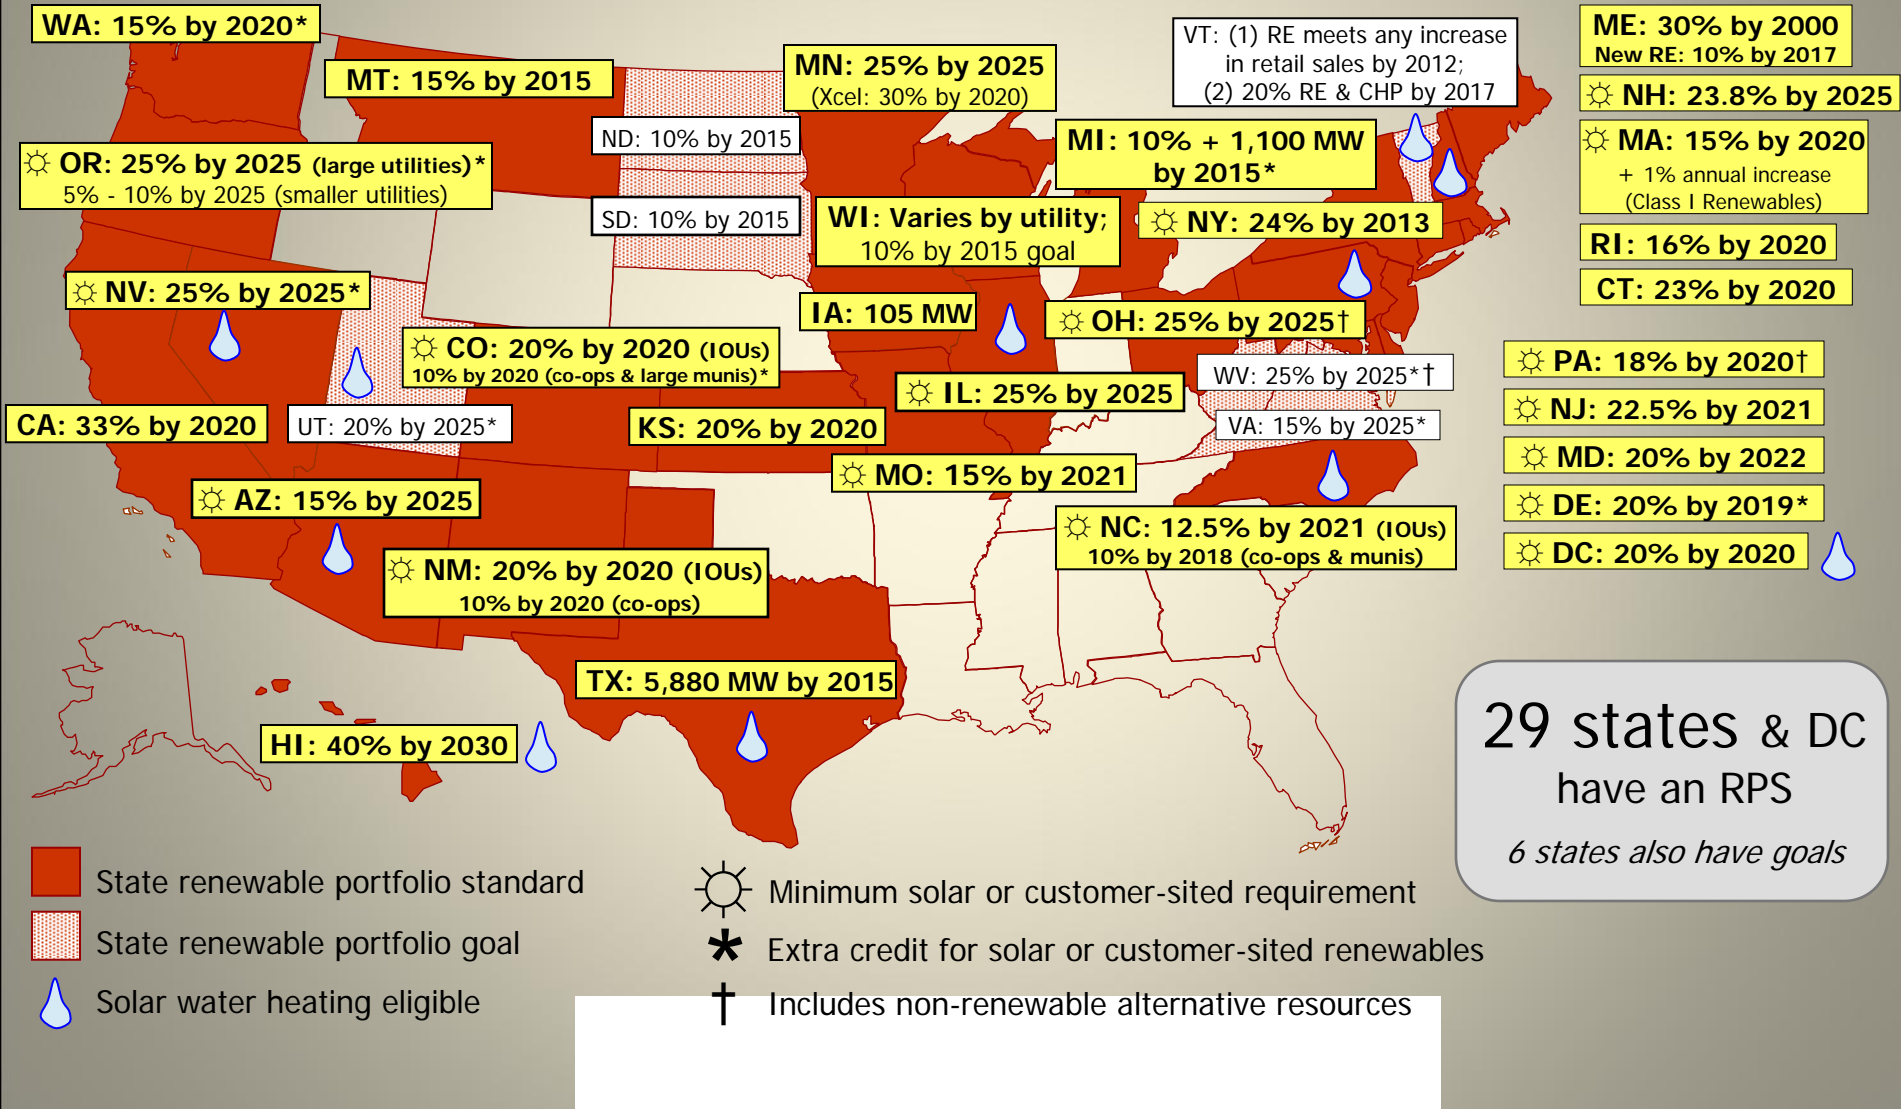 WA: 15% by 2020*
MT: 15% by 2015
MN: 25% by 2025
(Xcel: 30% by 2020)
VT: (1) RE meets any increase
in retail sales by 2012;
(2) 20% RE & CHP by 2017
ME: 30% by 2000
New RE: 10% by 2017
☼ NH: 23.8% by 2025
☼ MA: 15% by 2020
+ 1% annual increase
(Class I Renewables)
RI: 16% by 2020
CT: 23% by 2020
ND: 10% by 2015
MI: 10% + 1,100 MW
by 2015*
☼ OR: 25% by 2025 (large utilities)*
5% - 10% by 2025 (smaller utilities)
SD: 10% by 2015
WI: Varies by utility;
10% by 2015 goal
☼ NY: 24% by 2013
☼ NV: 25% by 2025*
IA: 105 MW
☼ OH: 25% by 2025†
☼ CO: 20% by 2020 (IOUs)
10% by 2020 (co-ops & large munis)*
WV: 25% by 2025*†
☼ PA: 18% by 2020†
☼ IL: 25% by 2025
☼ NJ: 22.5% by 2021
CA: 33% by 2020
UT: 20% by 2025*
KS: 20% by 2020
VA: 15% by 2025*
☼ MD: 20% by 2022
☼ MO: 15% by 2021
☼ AZ: 15% by 2025
☼ DE: 20% by 2019*
☼ NC: 12.5% by 2021 (IOUs)
10% by 2018 (co-ops & munis)
☼ DC: 20% by 2020
☼ NM: 20% by 2020 (IOUs)
10% by 2020 (co-ops)
TX: 5,880 MW by 2015
HI: 40% by 2030
29 states & DC
have an RPS
6 states also have goals
State renewable portfolio standard
State renewable portfolio goal
Solar water heating eligible
☼ Minimum solar or customer-sited requirement
* Extra credit for solar or customer-sited renewables
† Includes non-renewable alternative resources